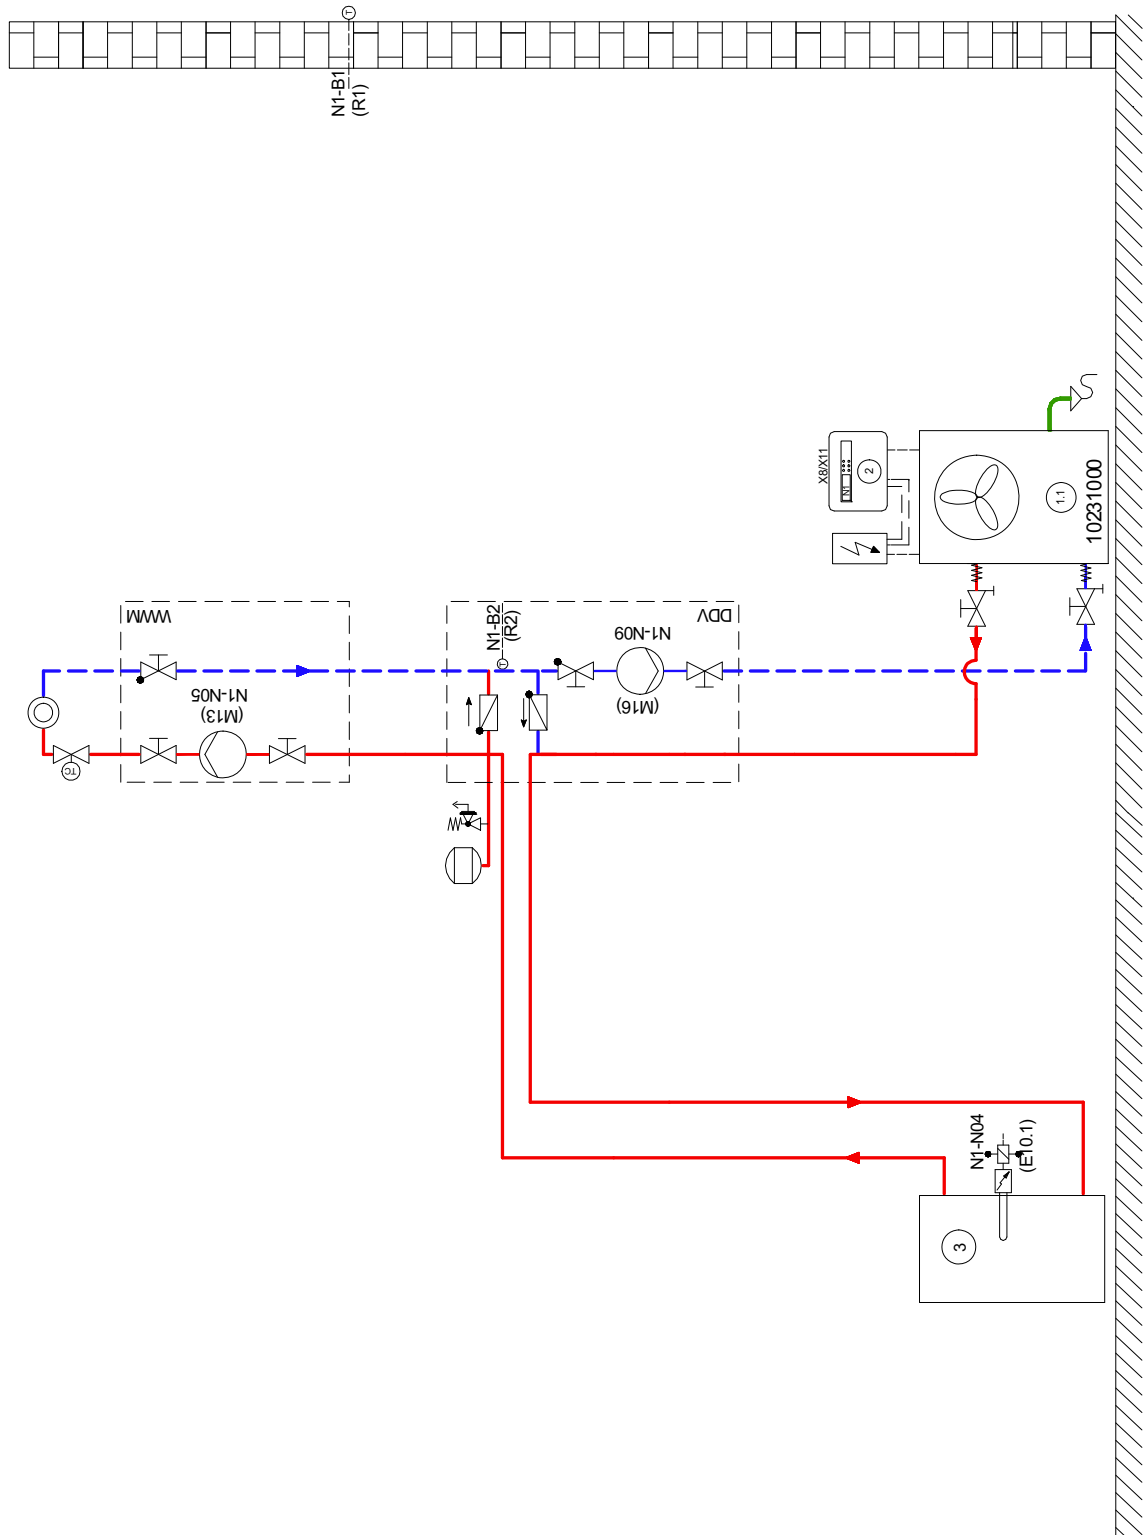 T
N1-B1
(R1)
WWM
N1-N05
(M13)
TC
N1-B2
(R2)
T
DDV
N1-N09
(M16)
X8/X11
N1
2
1.1
10231000
N1-N04
(E10.1)
3